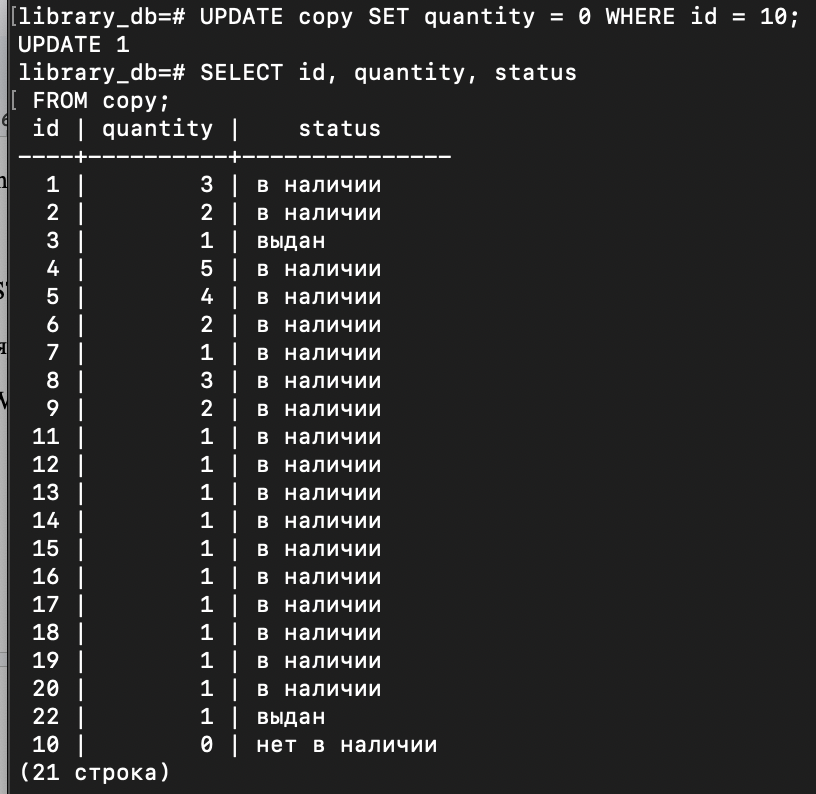 library_db=# UPDATE copy SET quantity = 0 WHERE id = 10;
UPDATE 1
library_db=# SELECT id, quantity, status
FROM copy;
id | quantity | status
----+----------+---------------
1 | 3 | в наличии
2 | 2 | в наличии
3 | 1 | выдан
4 | 5 | в наличии
5 | 4 | в наличии
6 | 2 | в наличии
7 | 1 | в наличии
8 | 3 | в наличии
9 | 2 | в наличии
11 | 1 | в наличии
12 | 1 | в наличии
13 | 1 | в наличии
14 | 1 | в наличии
15 | 1 | в наличии
16 | 1 | в наличии
17 | 1 | в наличии
18 | 1 | в наличии
19 | 1 | в наличии
20 | 1 | в наличии
22 | 1 | выдан
10 | 0 | нет в наличии
(21 строка)